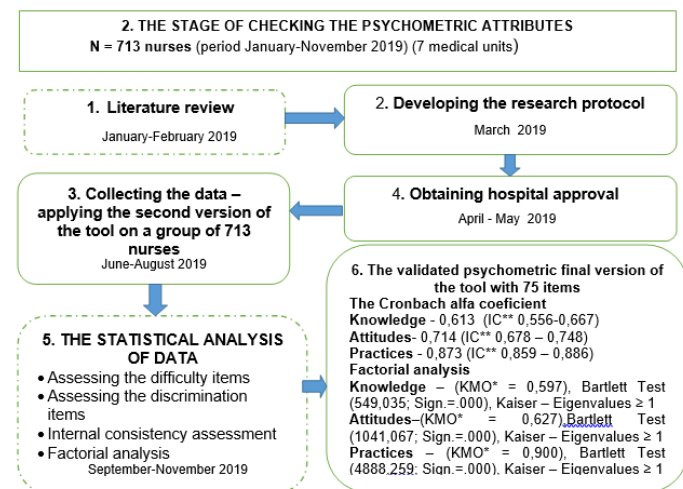 2. THE STAGE OF CHECKING THE PSYCHOMETRIC ATTRIBUTES
N = 713 nurses (period January-November 2019) (7 medical units)
1. Literature review
January-February 2019
2. Developing the research protocol
March 2019
3. Collecting the data –
applying the second version of
the tool on a group of 713
nurses
June-August 2019
4. Obtaining hospital approval
April - May 2019
5. THE STATISTICAL ANALYSIS
OF DATA
• Assessing the difficulty items
• Assessing the discrimination
items
• Internal consistency assessment
• Factorial analysis
September-November 2019
6. The validated psychometric final version of
the tool with 75 items
The Cronbach alfa coeficient
Knowledge - 0,613 (IC** 0,556-0,667)
Attitudes- 0,714 (IC** 0,678 – 0,748)
Practices - 0,873 (IC** 0,859 – 0,886)
Factorial analysis
Knowledge – (KMO* = 0,597), Bartlett Test
(549,035; Sign.=.000), Kaiser – Eigenvalues ≥ 1
Attitudes–(KMO* = 0,627),Bartlett Test
(1041,067; Sign.=.000), Kaiser – Eigenvalues ≥ 1
Practices – (KMO* = 0,900), Bartlett Test
(4888,259; Sign.=.000), Kaiser – Eigenvalues ≥ 1